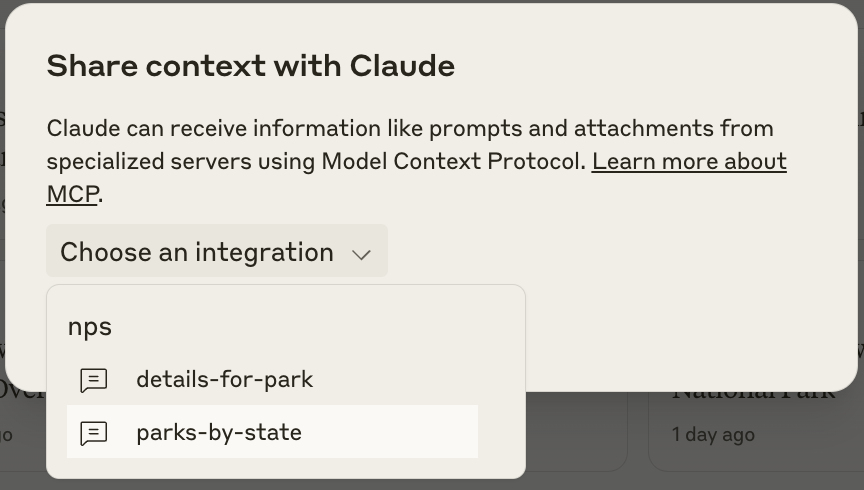 Share context with Claude
Claude can receive information like prompts and attachments from
specialized servers using Model Context Protocol. Learn more about
MCP.
Choose an integration
nps
details-for-park
parks-by-state
National Park
1 day ago